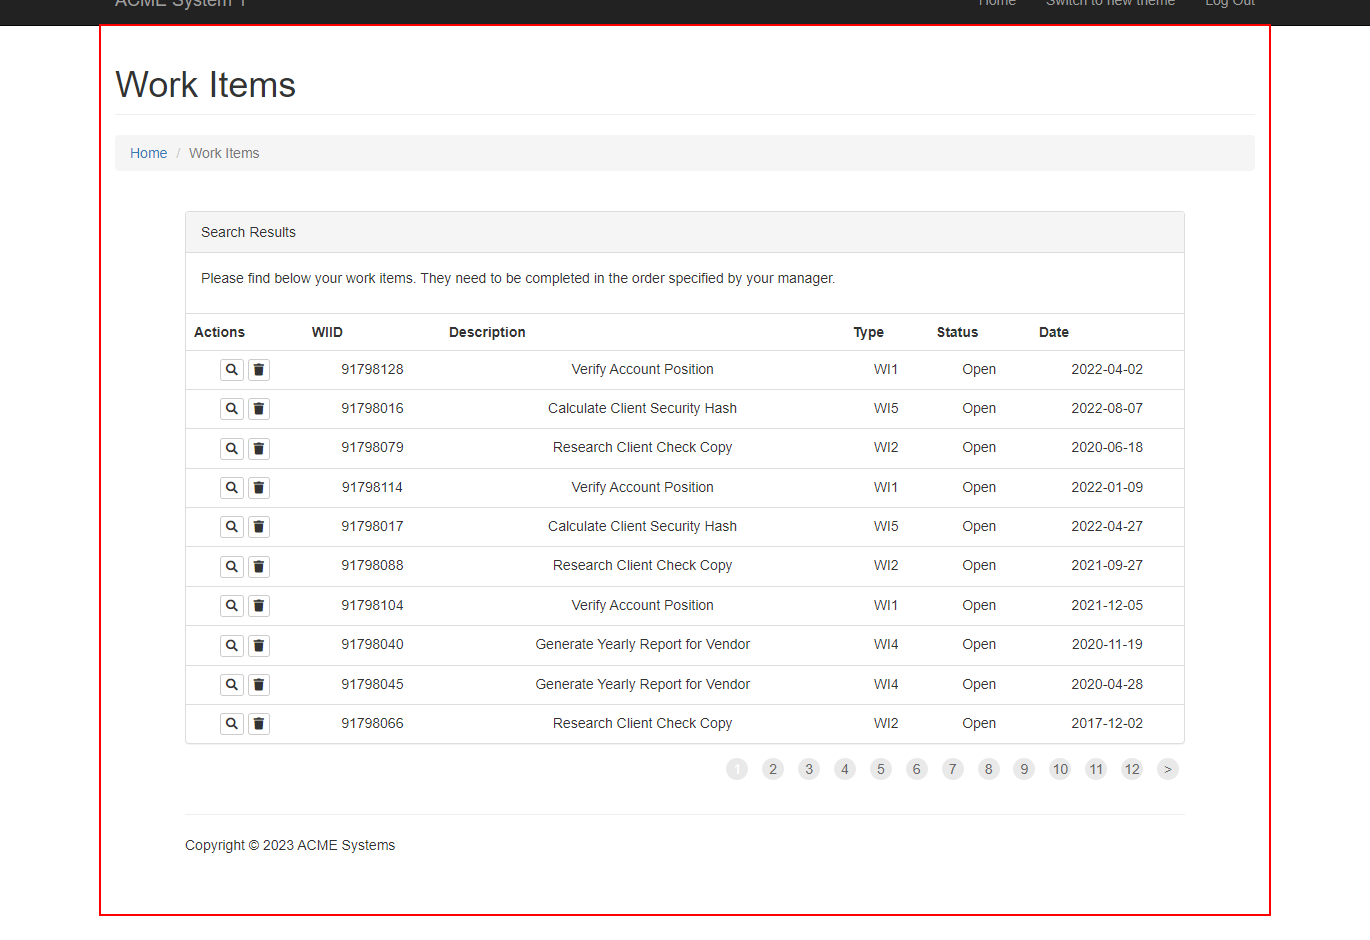 ACME System 1 Home Switch to new theme Log Out
Work Items
Home / Work Items
Search Results
Please find below your work items. They need to be completed in the order specified by your manager.
Actions WIID Description Type Status Date
91798128 Verify Account Position WI1 Open 2022-04-02
91798016 Calculate Client Security Hash WI5 Open 2022-08-07
91798079 Research Client Check Copy WI2 Open 2020-06-18
91798114 Verify Account Position WI1 Open 2022-01-09
91798017 Calculate Client Security Hash WI5 Open 2022-04-27
91798088 Research Client Check Copy WI2 Open 2021-09-27
91798104 Verify Account Position WI1 Open 2021-12-05
91798040 Generate Yearly Report for Vendor WI4 Open 2020-11-19
91798045 Generate Yearly Report for Vendor WI4 Open 2020-04-28
91798066 Research Client Check Copy WI2 Open 2017-12-02
1 2 3 4 5 6 7 8 9 10 11 12 >
Copyright © 2023 ACME Systems